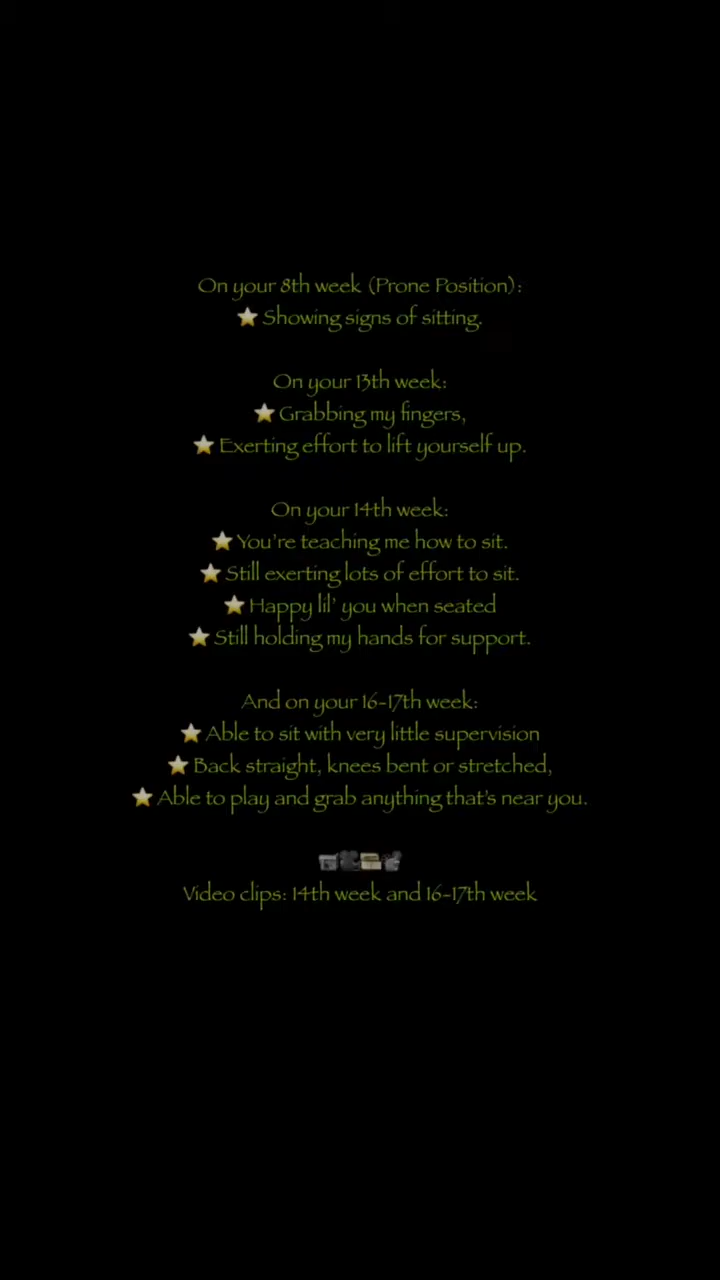 On your 8th week (Prone Position):
⭐ Showing signs of sitting.
On your 13th week:
⭐ Grabbing my fingers,
⭐ Exerting effort to lift yourself up.
On your 14th week:
⭐ You're teaching me how to sit.
⭐ Still exerting lots of effort to sit.
⭐ Happy lil' you when seated
⭐ Still holding my hands for support.
And on your 16-17th week:
⭐ Able to sit with very little supervision
⭐ Back straight, knees bent or stretched,
⭐ Able to play and grab anything that's near you.
Video clips: 14th week and 16-17th week